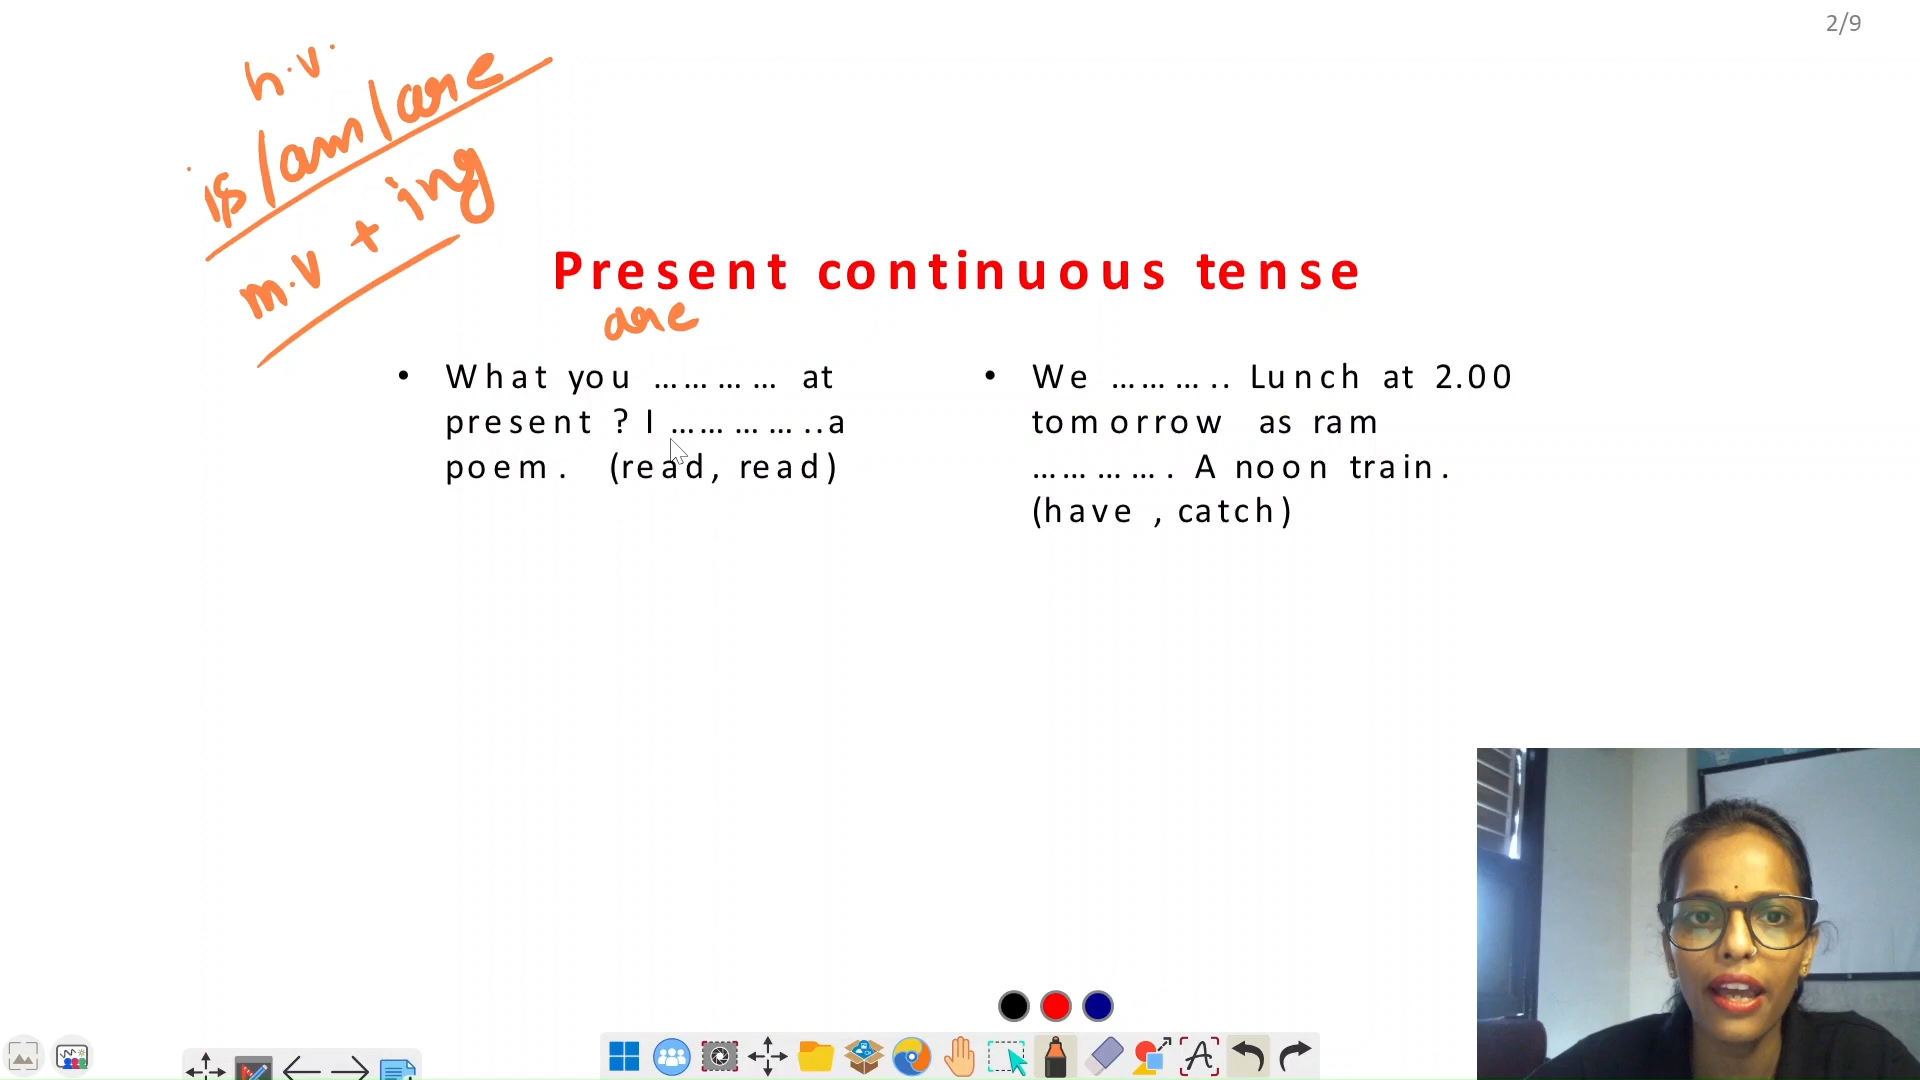 2/9
h.v.
is/am/are
m.v + ing
Present continuous tense
are
• What you ………… at
present ? I …………..a
poem. (read, read)
• We ……….. Lunch at 2.00
tomorrow as ram
…………. A noon train.
(have , catch)